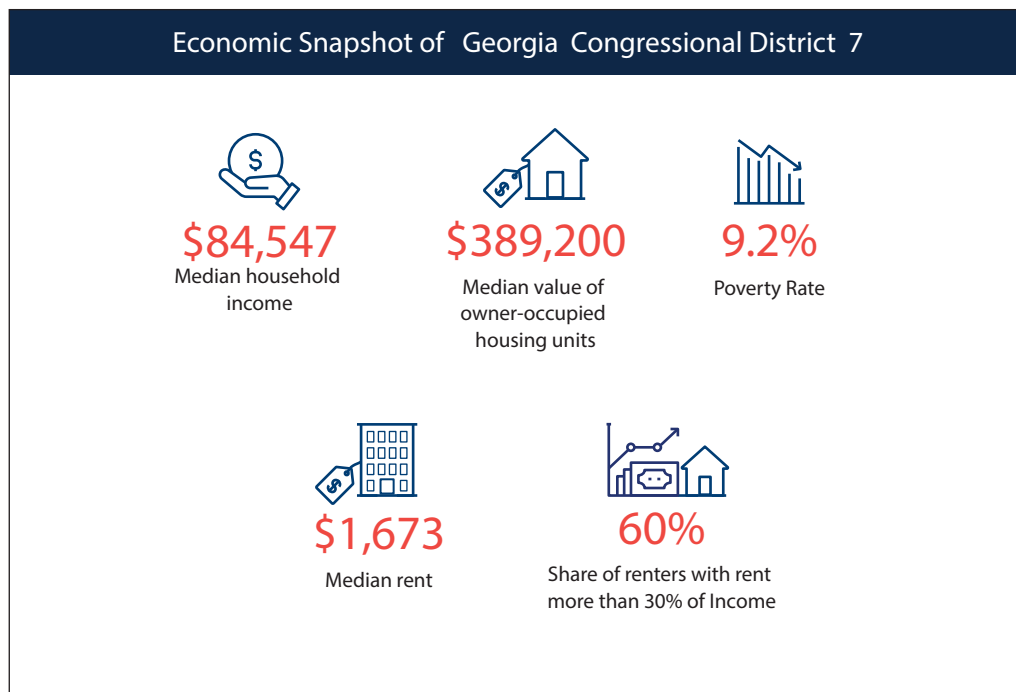 Economic Snapshot of Georgia Congressional District 7
$
$
$84,547
Median household
income
$389,200
Median value of
owner-occupied
housing units
9.2%
Poverty Rate
$
$1,673
Median rent
60%
Share of renters with rent
more than 30% of Income